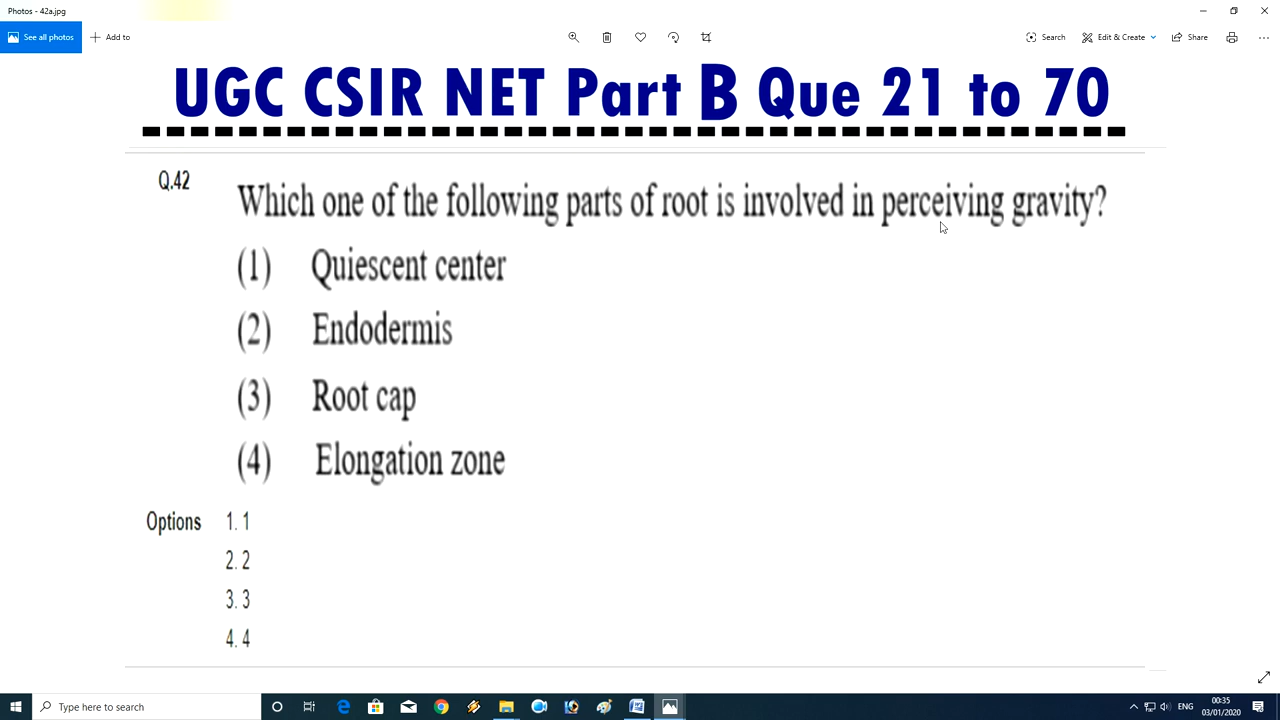 Photos - 42a.jpg
See all photos
Add to
Search
Edit & Create
Share
UGC CSIR NET Part B Que 21 to 70
Q.42
Which one of the following parts of root is involved in perceiving gravity?
(1) Quiescent center
(2) Endodermis
(3) Root cap
(4) Elongation zone
Options 1. 1
2. 2
3. 3
4. 4
Type here to search
ENG
00:35
03/01/2020